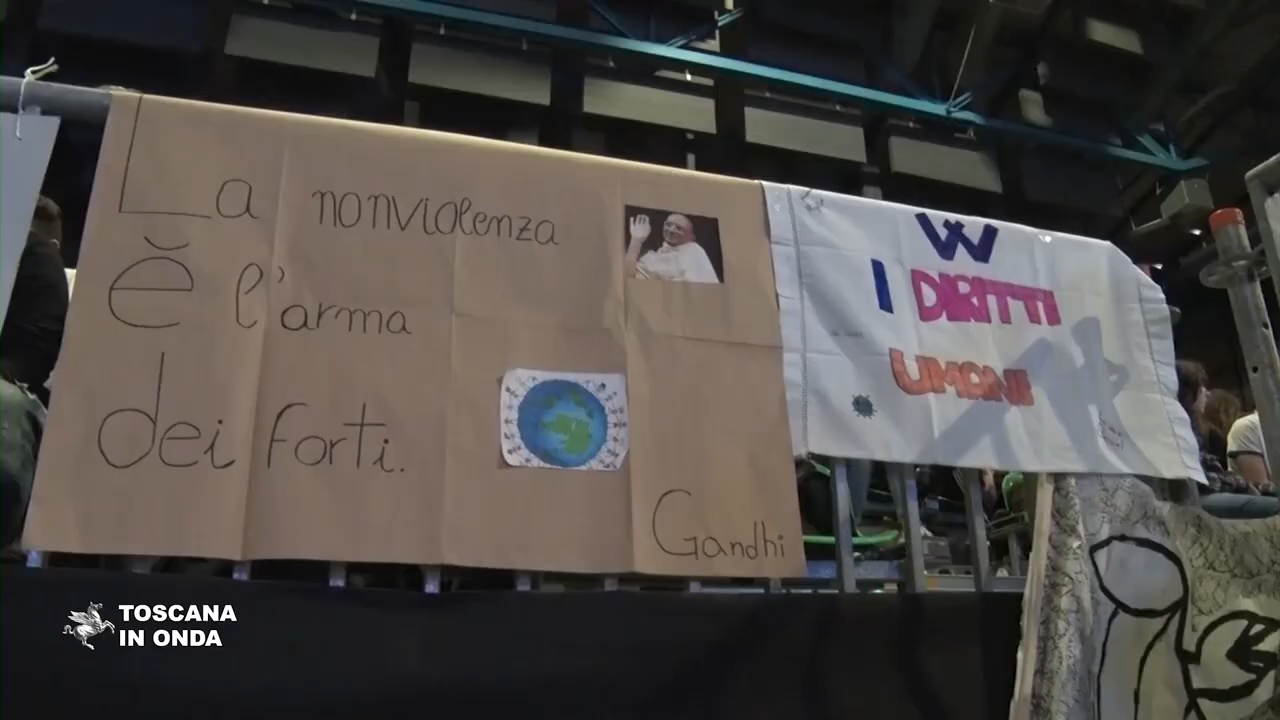 La nonviolenza
è l'arma
dei forti.
Gandhi
W
I DIRITTI
UMANI
TOSCANA
IN ONDA